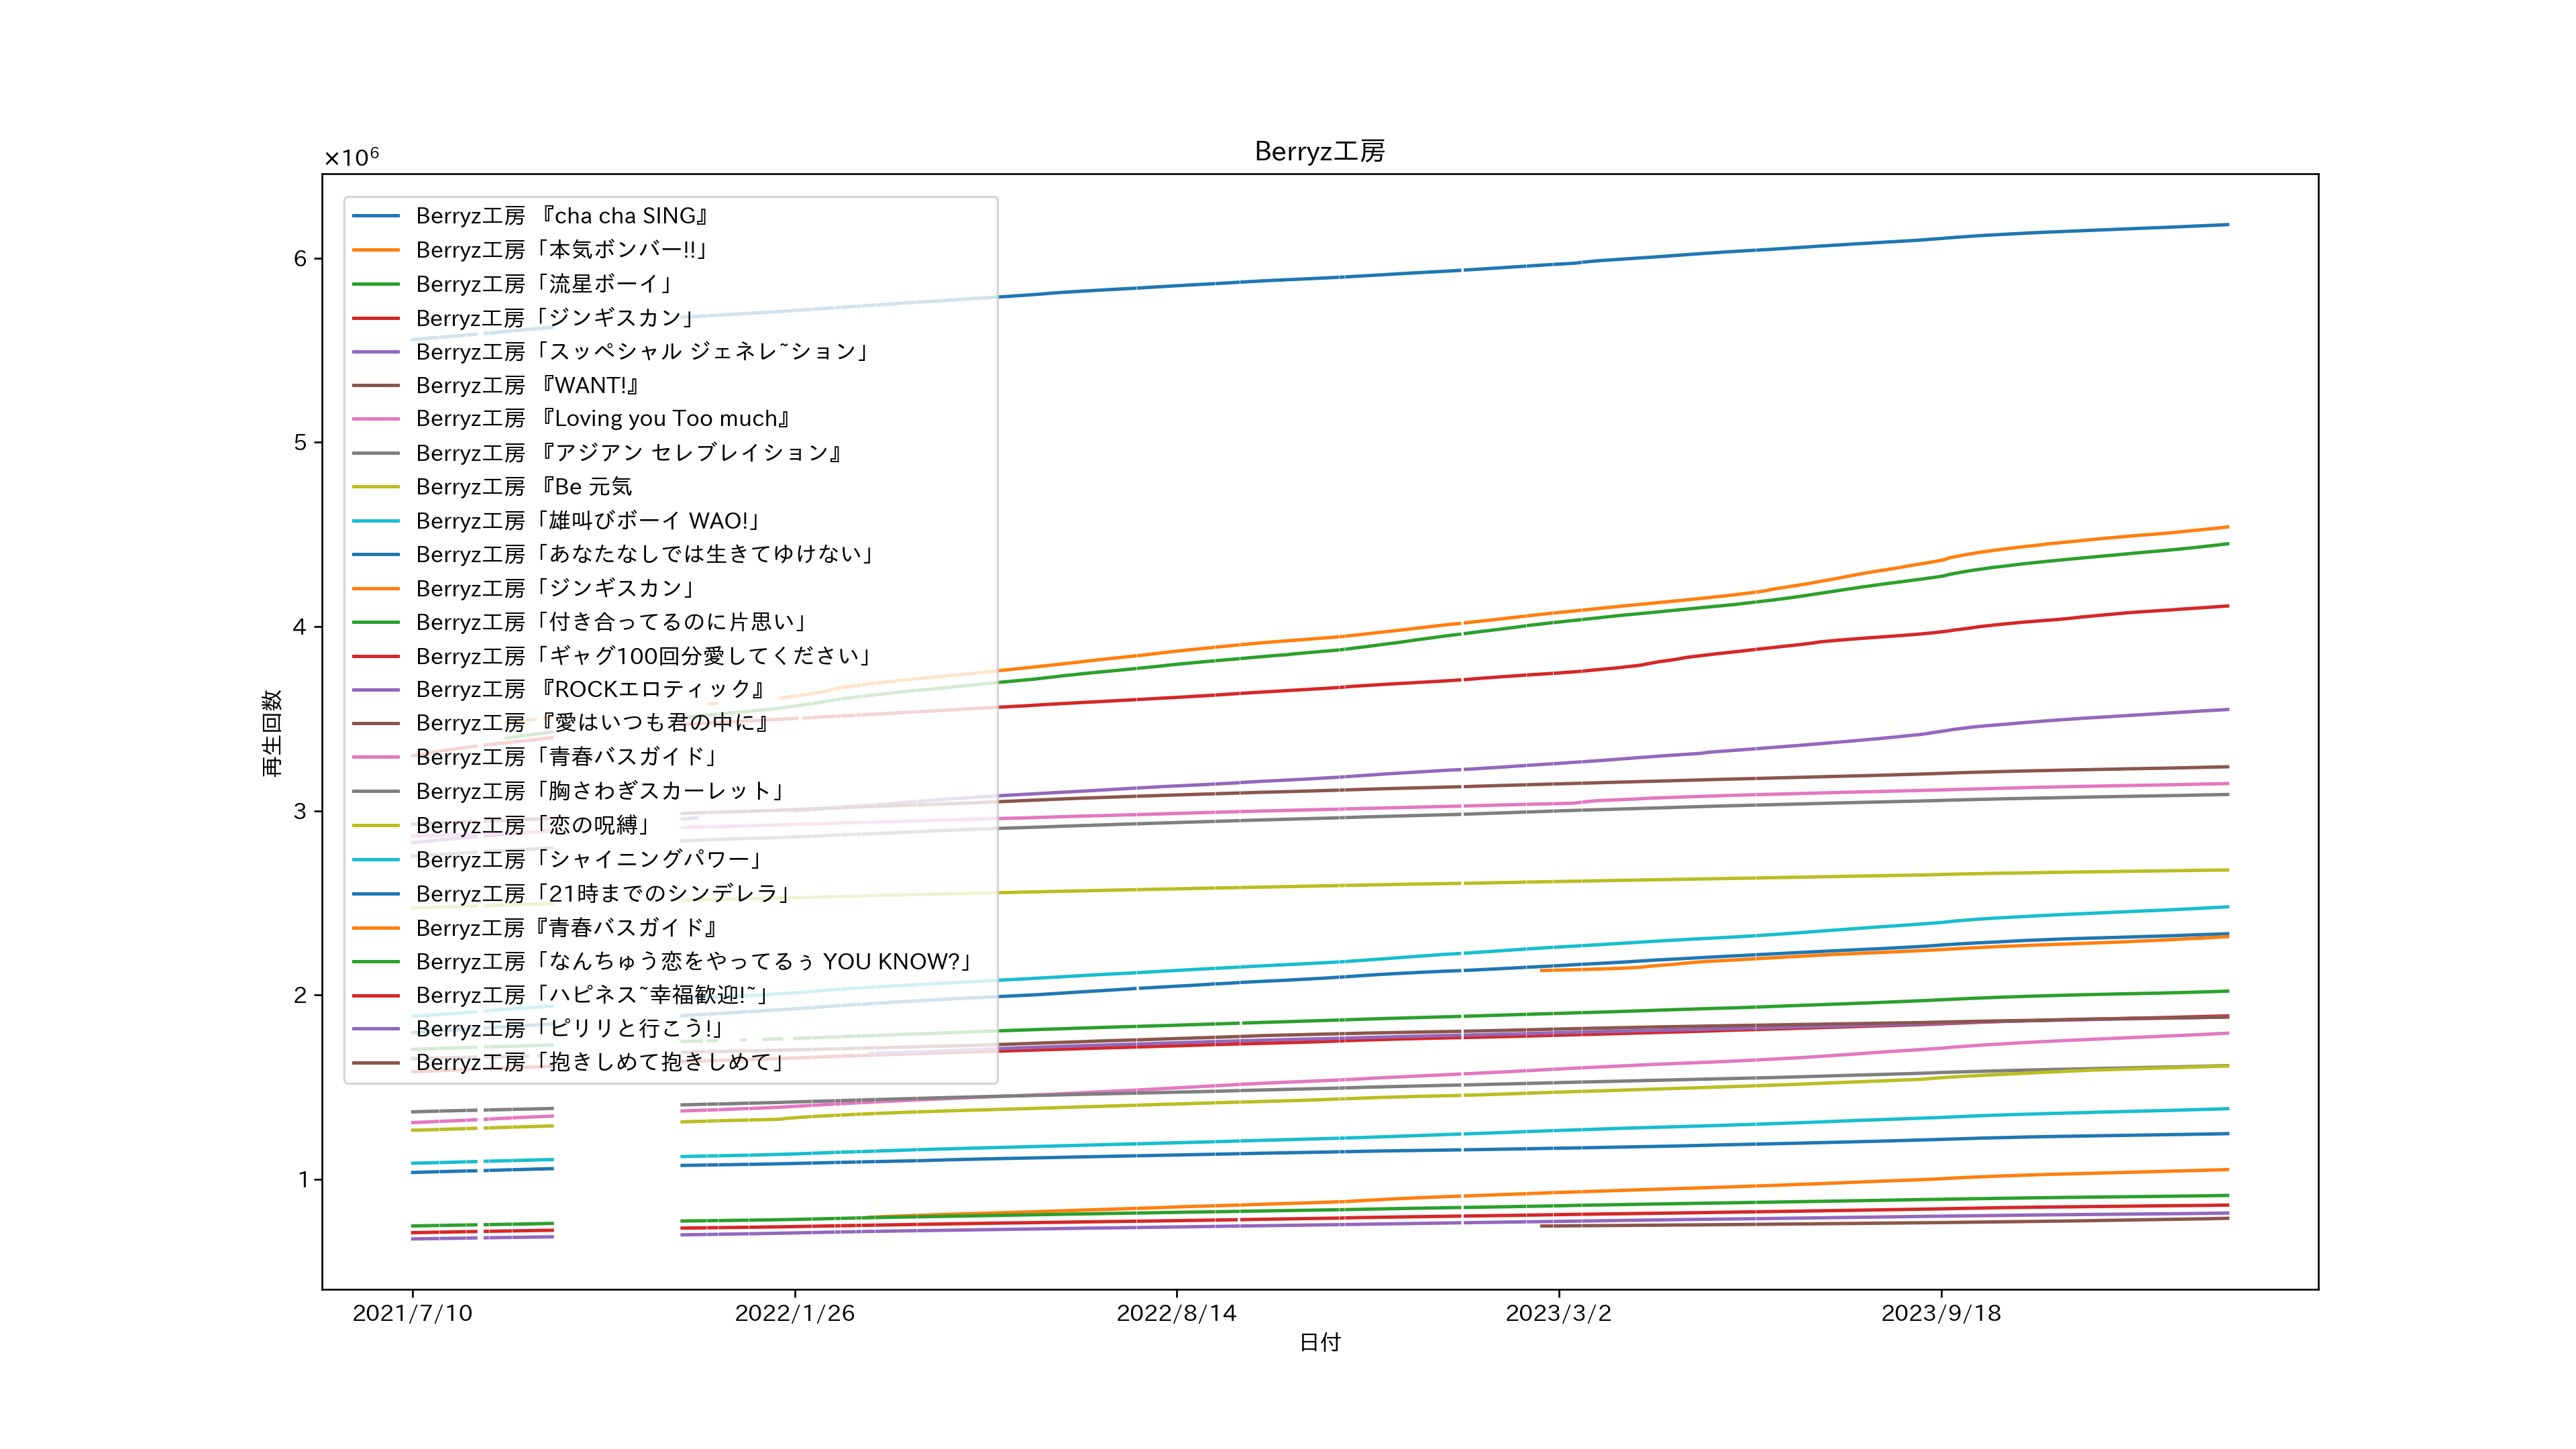 Berryz工房
×10⁶
Berryz工房 『cha cha SING』
Berryz工房「本気ボンバー!!」
Berryz工房「流星ボーイ」
Berryz工房「ジンギスカン」
Berryz工房「スッペシャル ジェネレ~ション」
Berryz工房 『WANT!』
Berryz工房 『Loving you Too much』
Berryz工房 『アジアン セレブレイション』
Berryz工房 『Be 元気
Berryz工房「雄叫びボーイ WAO!」
Berryz工房「あなたなしでは生きてゆけない」
Berryz工房「ジンギスカン」
Berryz工房「付き合ってるのに片思い」
Berryz工房「ギャグ100回分愛してください」
Berryz工房 『ROCKエロティック』
Berryz工房 『愛はいつも君の中に』
Berryz工房「青春バスガイド」
Berryz工房「胸さわぎスカーレット」
Berryz工房「恋の呪縛」
Berryz工房「シャイニングパワー」
Berryz工房「21時までのシンデレラ」
Berryz工房『青春バスガイド』
Berryz工房「なんちゅう恋をやってるぅ YOU KNOW?」
Berryz工房「ハピネス~幸福歓迎!~」
Berryz工房「ピリリと行こう!」
Berryz工房「抱きしめて抱きしめて」
6
5
4
3
2
1
再生回数
2021/7/10
2022/1/26
2022/8/14
2023/3/2
2023/9/18
日付